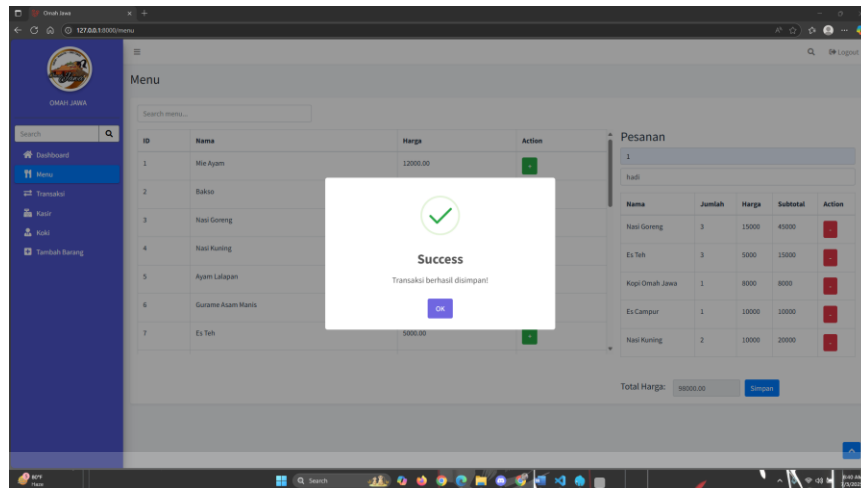 Omah Jawa
127.0.0.1:8000/menu
Logout
OMAH JAWA
Search
Dashboard
Menu
Transaksi
Kasir
Koki
Tambah Barang
Menu
Search menu...
ID Nama Harga Action
1 Mie Ayam 12000.00 +
2 Bakso
3 Nasi Goreng
4 Nasi Kuning
5 Ayam Lalapan
6 Gurame Asam Manis
7 Es Teh 5000.00
Success
Transaksi berhasil disimpan!
OK
Pesanan
1
hadi
Nama Jumlah Harga Subtotal Action
Nasi Goreng 3 15000 45000 -
Es Teh 3 5000 15000 -
Kopi Omah Jawa 1 8000 8000 -
Es Campur 1 10000 10000 -
Nasi Kuning 2 10000 20000 -
Total Harga: 98000.00 Simpan
80°F
Haze
Search